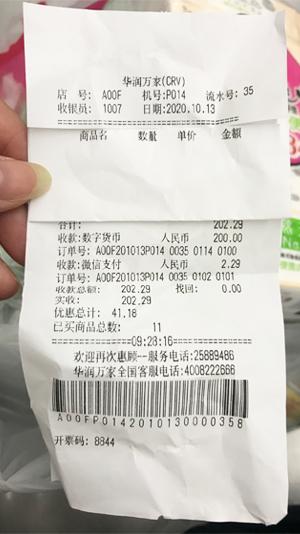 华润万家(CRV)
店 号: A00F 机号:P014 流水号: 35
收银员: 1007 日期:2020.10.13
商品名 数量 单价 金额
合计: 202.29
收款:数字货币 人民币 200.00
订单号: A00F201013P014 0035 0114 0100
收款:微信支付 人民币 2.29
订单号: A00F201013P014 0035 0102 0101
收款总额: 202.29 找回: 0.00
实收: 202.29
优惠总计: 41.18
已买商品总数: 11
==========09:28:16==========
欢迎再次惠顾--服务电话:25889486
华润万家全国客服电话:4008222666
A00FP0142010130000358
开票码: 8844